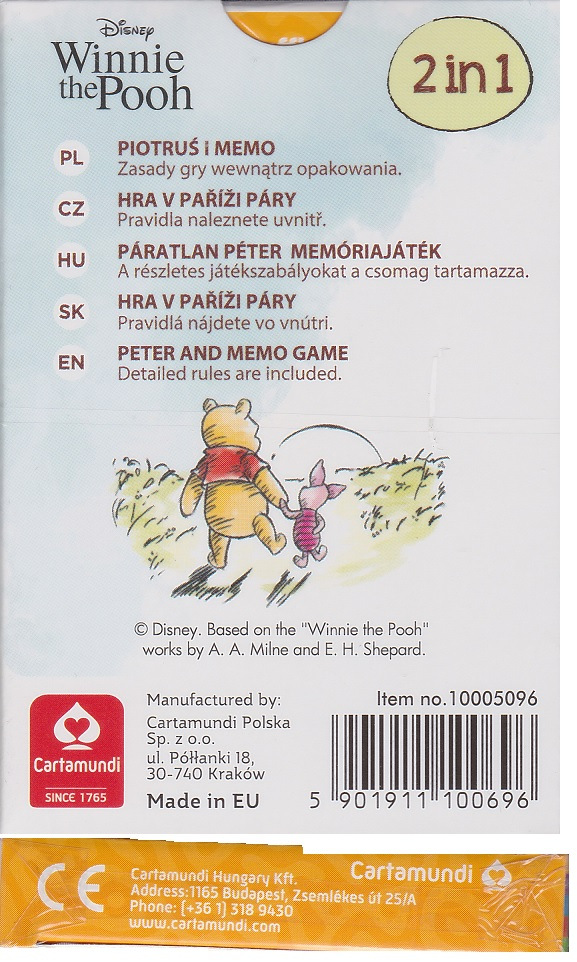 Disney
Winnie
the Pooh
2 in 1
PL
PIOTRUŚ i MEMO
Zasady gry wewnątrz opakowania.
CZ
HRA V PAŘÍŽI PÁRY
Pravidla naleznete uvnitř.
HU
PÁRATLAN PÉTER MEMÓRIAJÁTÉK
A részletes játékszabályokat a csomag tartamazza.
SK
HRA V PAŘÍŽI PÁRY
Pravidlá nájdete vo vnútri.
EN
PETER AND MEMO GAME
Detailed rules are included.
© Disney. Based on the "Winnie the Pooh"
works by A. A. Milne and E. H. Shepard.
Cartamundi
SINCE 1765
Manufactured by:
Cartamundi Polska
Sp. z o.o.
ul. Półłanki 18,
30-740 Kraków
Made in EU
Item no.10005096
5 901911 100696
CE
Cartamundi Hungary Kft.
Address:1165 Budapest, Zsemlékes út 25/A
Phone: (+36 1) 318 9430
www.cartamundi.com
Cartamundi